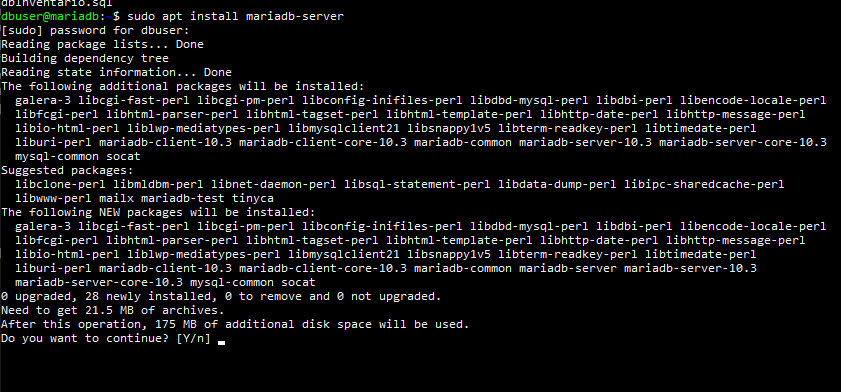 dbinventario.sql
dbuser@mariadb:~$ sudo apt install mariadb-server
[sudo] password for dbuser:
Reading package lists... Done
Building dependency tree
Reading state information... Done
The following additional packages will be installed:
  galera-3 libcgi-fast-perl libcgi-pm-perl libconfig-inifiles-perl libdbd-mysql-perl libdbi-perl libencode-locale-perl
  libfcgi-perl libhtml-parser-perl libhtml-tagset-perl libhtml-template-perl libhttp-date-perl libhttp-message-perl
  libio-html-perl liblwp-mediatypes-perl libmysqlclient21 libsnappy1v5 libterm-readkey-perl libtimedate-perl
  liburi-perl mariadb-client-10.3 mariadb-client-core-10.3 mariadb-common mariadb-server-10.3 mariadb-server-core-10.3
  mysql-common socat
Suggested packages:
  libclone-perl libmldbm-perl libnet-daemon-perl libsql-statement-perl libdata-dump-perl libipc-sharedcache-perl
  libwww-perl mailx mariadb-test tinyca
The following NEW packages will be installed:
  galera-3 libcgi-fast-perl libcgi-pm-perl libconfig-inifiles-perl libdbd-mysql-perl libdbi-perl libencode-locale-perl
  libfcgi-perl libhtml-parser-perl libhtml-tagset-perl libhtml-template-perl libhttp-date-perl libhttp-message-perl
  libio-html-perl liblwp-mediatypes-perl libmysqlclient21 libsnappy1v5 libterm-readkey-perl libtimedate-perl
  liburi-perl mariadb-client-10.3 mariadb-client-core-10.3 mariadb-common mariadb-server mariadb-server-10.3
  mariadb-server-core-10.3 mysql-common socat
0 upgraded, 28 newly installed, 0 to remove and 0 not upgraded.
Need to get 21.5 MB of archives.
After this operation, 175 MB of additional disk space will be used.
Do you want to continue? [Y/n]